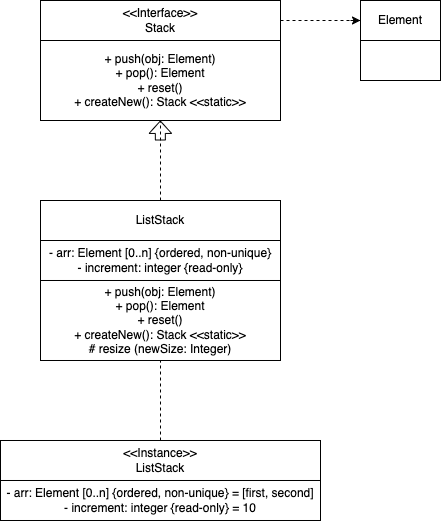 <<Interface>>
Stack
+ push(obj: Element)
+ pop(): Element
+ reset()
+ createNew(): Stack <<static>>
Element
ListStack
- arr: Element [0..n] {ordered, non-unique}
- increment: integer {read-only}
+ push(obj: Element)
+ pop(): Element
+ reset()
+ createNew(): Stack <<static>>
# resize (newSize: Integer)
<<Instance>>
ListStack
- arr: Element [0..n] {ordered, non-unique} = [first, second]
- increment: integer {read-only} = 10